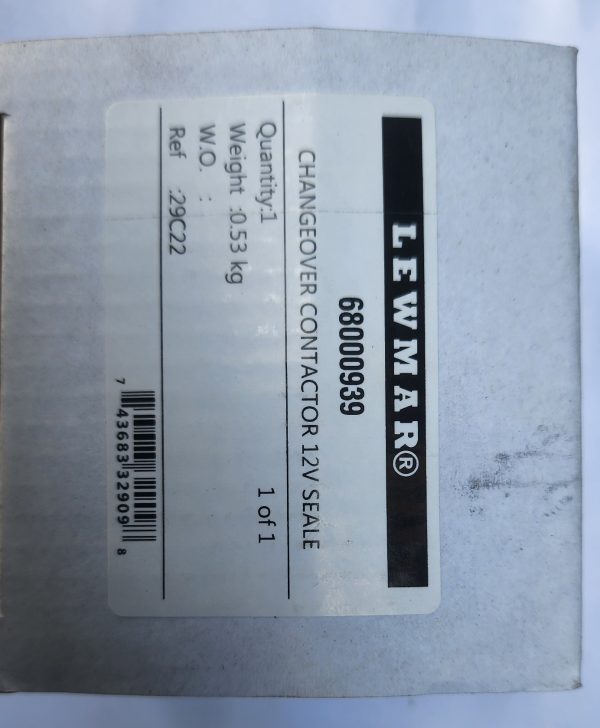 LEWMAR®
68000939
CHANGEOVER CONTACTOR 12V SEALE
Quantity:1
1 of 1
Weight :0.53 kg
W.O. :
Ref :29C22
7 43683 32909 8